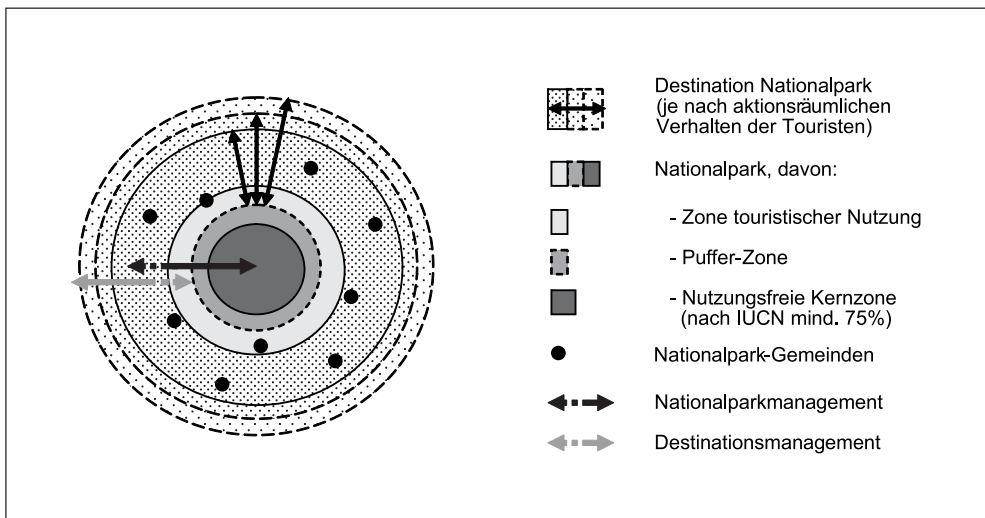 Destination Nationalpark
(je nach aktionsräumlichen
Verhalten der Touristen)
Nationalpark, davon:
- Zone touristischer Nutzung
- Puffer-Zone
- Nutzungsfreie Kernzone
(nach IUCN mind. 75%)
Nationalpark-Gemeinden
Nationalparkmanagement
Destinationsmanagement